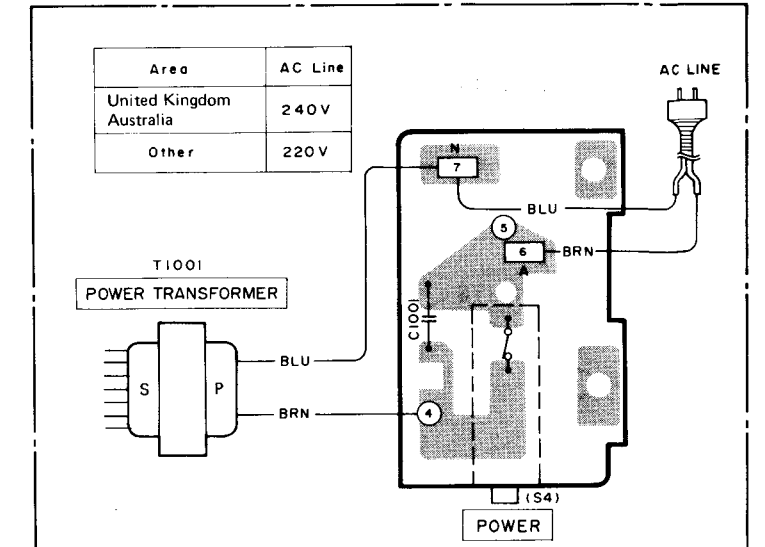 Area AC Line
United Kingdom
Australia
240V
Other 220V
AC LINE
N
7
BLU
5
6
BRN
A
T1001
POWER TRANSFORMER
C1001
BLU
S P
BRN
4
(S4)
POWER